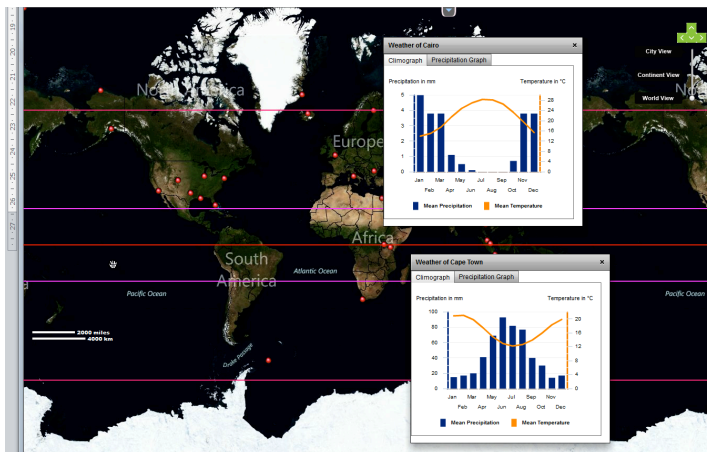 Weather of Cairo ×
Climograph Precipitation Graph
Precipitation in mm Temperature in °C
5
4
3
2
1
0
28
24
20
16
12
8
4
0
Jan Mar May Jul Sep Nov
Feb Apr Jun Aug Oct Dec
Mean Precipitation Mean Temperature
City View
Continent View
World View
Europe
Africa
South
America
Atlantic Ocean
Pacific Ocean
Pacific Ocean
2000 miles
4000 km
Drake Passage
Weather of Cape Town ×
Climograph Precipitation Graph
Precipitation in mm Temperature in °C
100
80
60
40
20
0
20
16
12
8
4
0
Jan Mar May Jun Sep Nov
Feb Apr Jun Aug Oct Dec
Mean Precipitation Mean Temperature